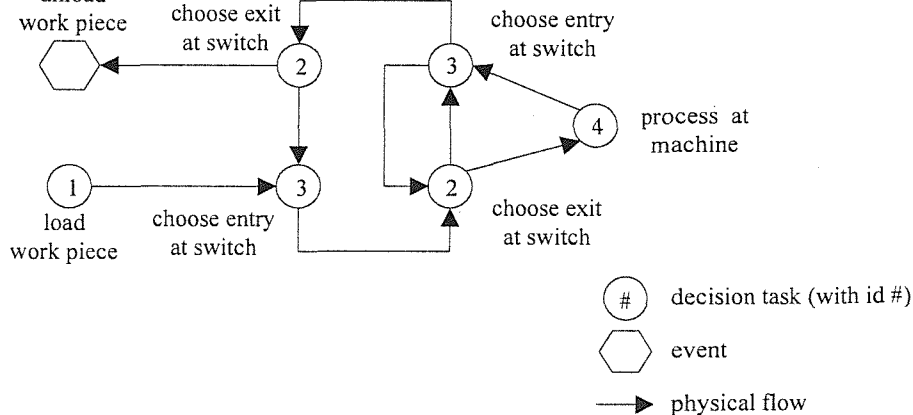 work piece
choose exit
at switch
2
choose entry
at switch
3
4
process at
machine
1
load
work piece
choose entry
at switch
3
2
choose exit
at switch
# decision task (with id #)
event
physical flow